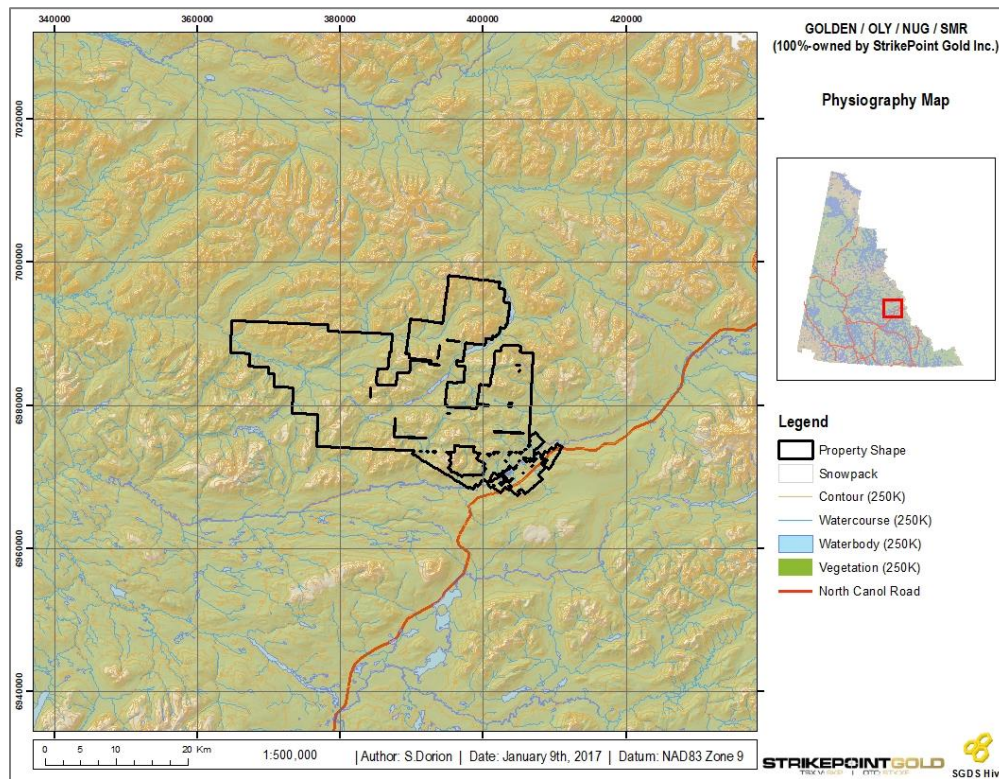 340000 360000 380000 400000 420000
GOLDEN / OLY / NUG / SMR
(100%-owned by StrikePoint Gold Inc.)
Physiography Map
7020000
7000000
6980000
6960000
6940000
Legend
Property Shape
Snowpack
Contour (250K)
Watercourse (250K)
Waterbody (250K)
Vegetation (250K)
North Canol Road
0 5 10 20 Km
1:500,000 | Author: S.Dorion | Date: January 9th, 2017 | Datum: NAD83 Zone 9
STRIKEPOINTGOLD
SGDS Hiv